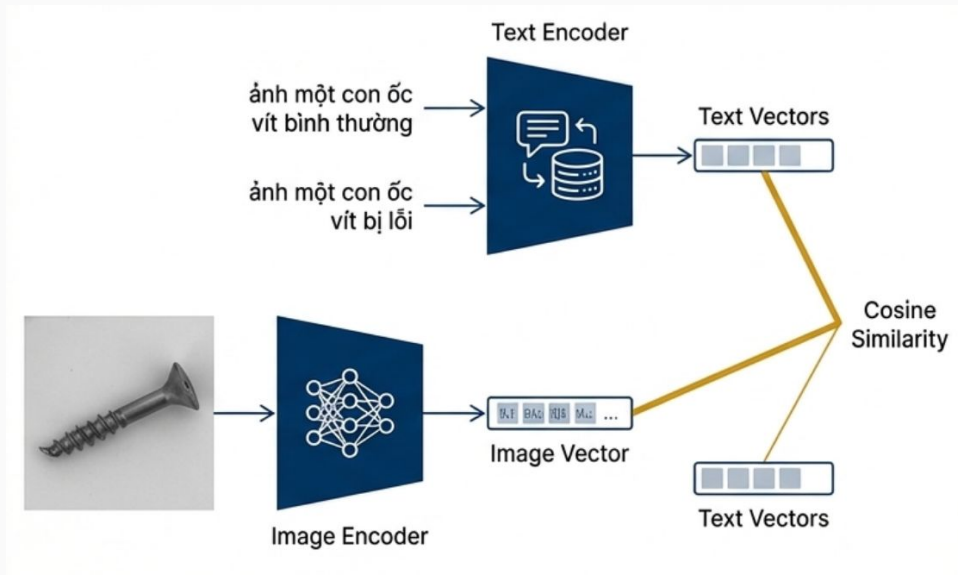 Text Encoder
ảnh một con ốc
vít bình thường
ảnh một con ốc
vít bị lỗi
Text Vectors
Cosine
Similarity
...
Image Vector
Image Encoder
Text Vectors